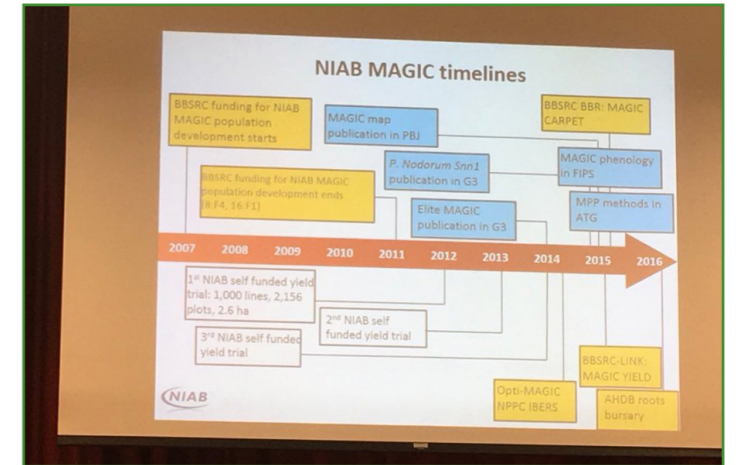 NIAB MAGIC timelines
BBSRC funding for NIAB
MAGIC population
development starts
MAGIC map
publication in PBJ
BBSRC BBR: MAGIC
CARPET
P. Nodorum Snn1
publication in G3
MAGIC phenology
in FIPS
BBSRC funding for NIAB MAGIC
population development ends
(8 F4, 16 F1)
Elite MAGIC
publication in G3
MPP methods in
ATG
2007 2008 2009 2010 2011 2012 2013 2014 2015 2016
1st NIAB self funded yield
trial: 1,000 lines, 2,156
plots, 2.6 ha
2nd NIAB self
funded yield trial
3rd NIAB self funded
yield trial
BBSRC-LINK:
MAGIC YIELD
Opti-MAGIC
NPPC IBERS
AHDB roots
bursary
NIAB